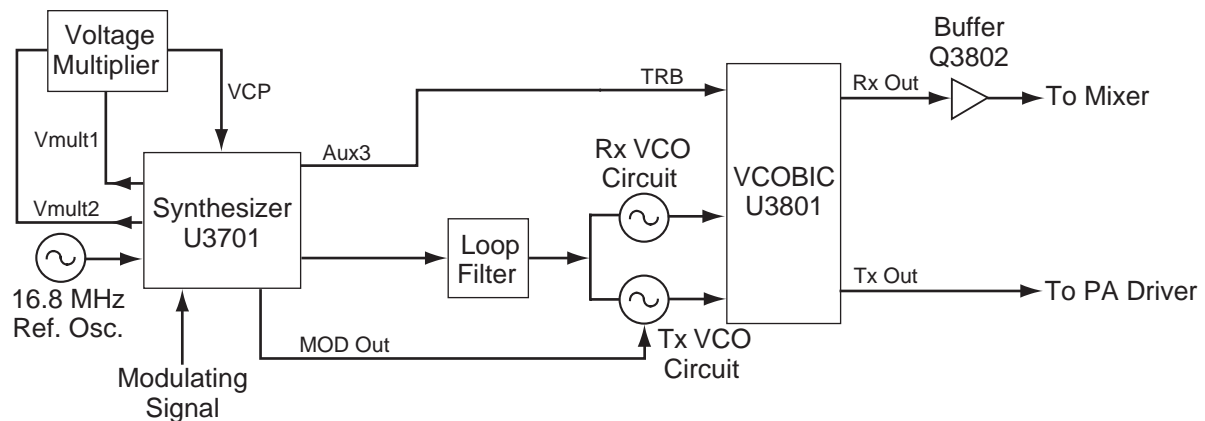 Voltage
Multiplier
Buffer
Q3802
VCP
TRB
Rx Out
To Mixer
Vmult1
Aux3
Rx VCO
Circuit
VCOBIC
U3801
Vmult2
Synthesizer
U3701
Loop
Filter
16.8 MHz
Ref. Osc.
Tx Out
To PA Driver
MOD Out
Tx VCO
Circuit
Modulating
Signal